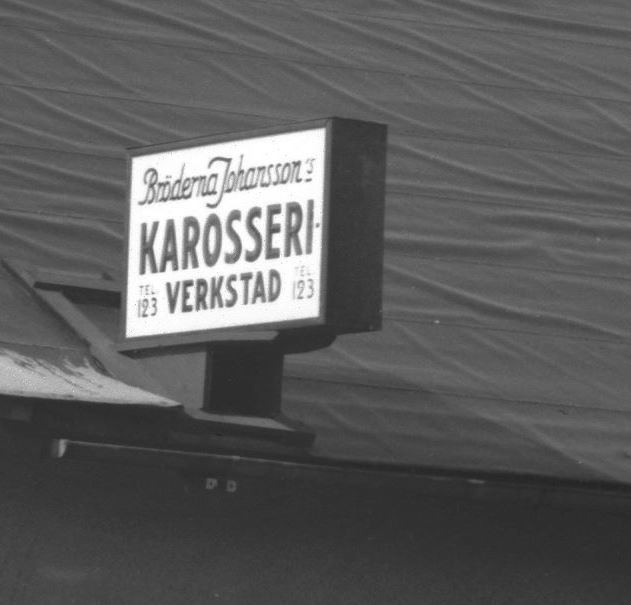 Bröderna Johansson's
KAROSSERI-
TEL. 123 VERKSTAD TEL. 123